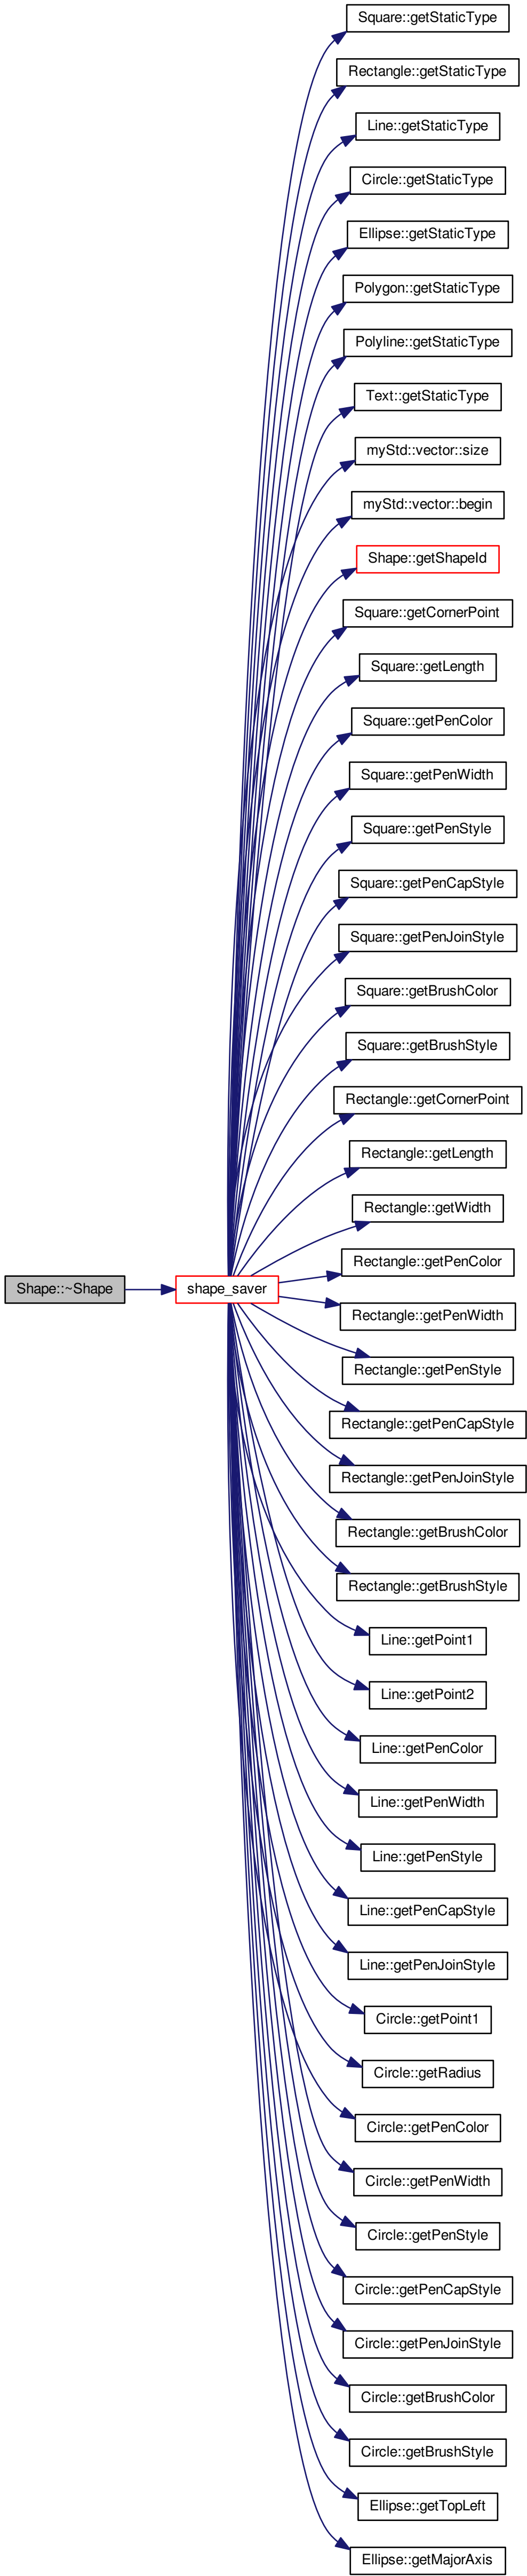 Square::getStaticType
Rectangle::getStaticType
Line::getStaticType
Circle::getStaticType
Ellipse::getStaticType
Polygon::getStaticType
Polyline::getStaticType
Text::getStaticType
myStd::vector::size
myStd::vector::begin
Shape::getShapeId
Square::getCornerPoint
Square::getLength
Square::getPenColor
Square::getPenWidth
Square::getPenStyle
Square::getPenCapStyle
Square::getPenJoinStyle
Square::getBrushColor
Square::getBrushStyle
Rectangle::getCornerPoint
Rectangle::getLength
Rectangle::getWidth
Rectangle::getPenColor
Shape::~Shape
shape_saver
Rectangle::getPenWidth
Rectangle::getPenStyle
Rectangle::getPenCapStyle
Rectangle::getPenJoinStyle
Rectangle::getBrushColor
Rectangle::getBrushStyle
Line::getPoint1
Line::getPoint2
Line::getPenColor
Line::getPenWidth
Line::getPenStyle
Line::getPenCapStyle
Line::getPenJoinStyle
Circle::getPoint1
Circle::getRadius
Circle::getPenColor
Circle::getPenWidth
Circle::getPenStyle
Circle::getPenCapStyle
Circle::getPenJoinStyle
Circle::getBrushColor
Circle::getBrushStyle
Ellipse::getTopLeft
Ellipse::getMajorAxis